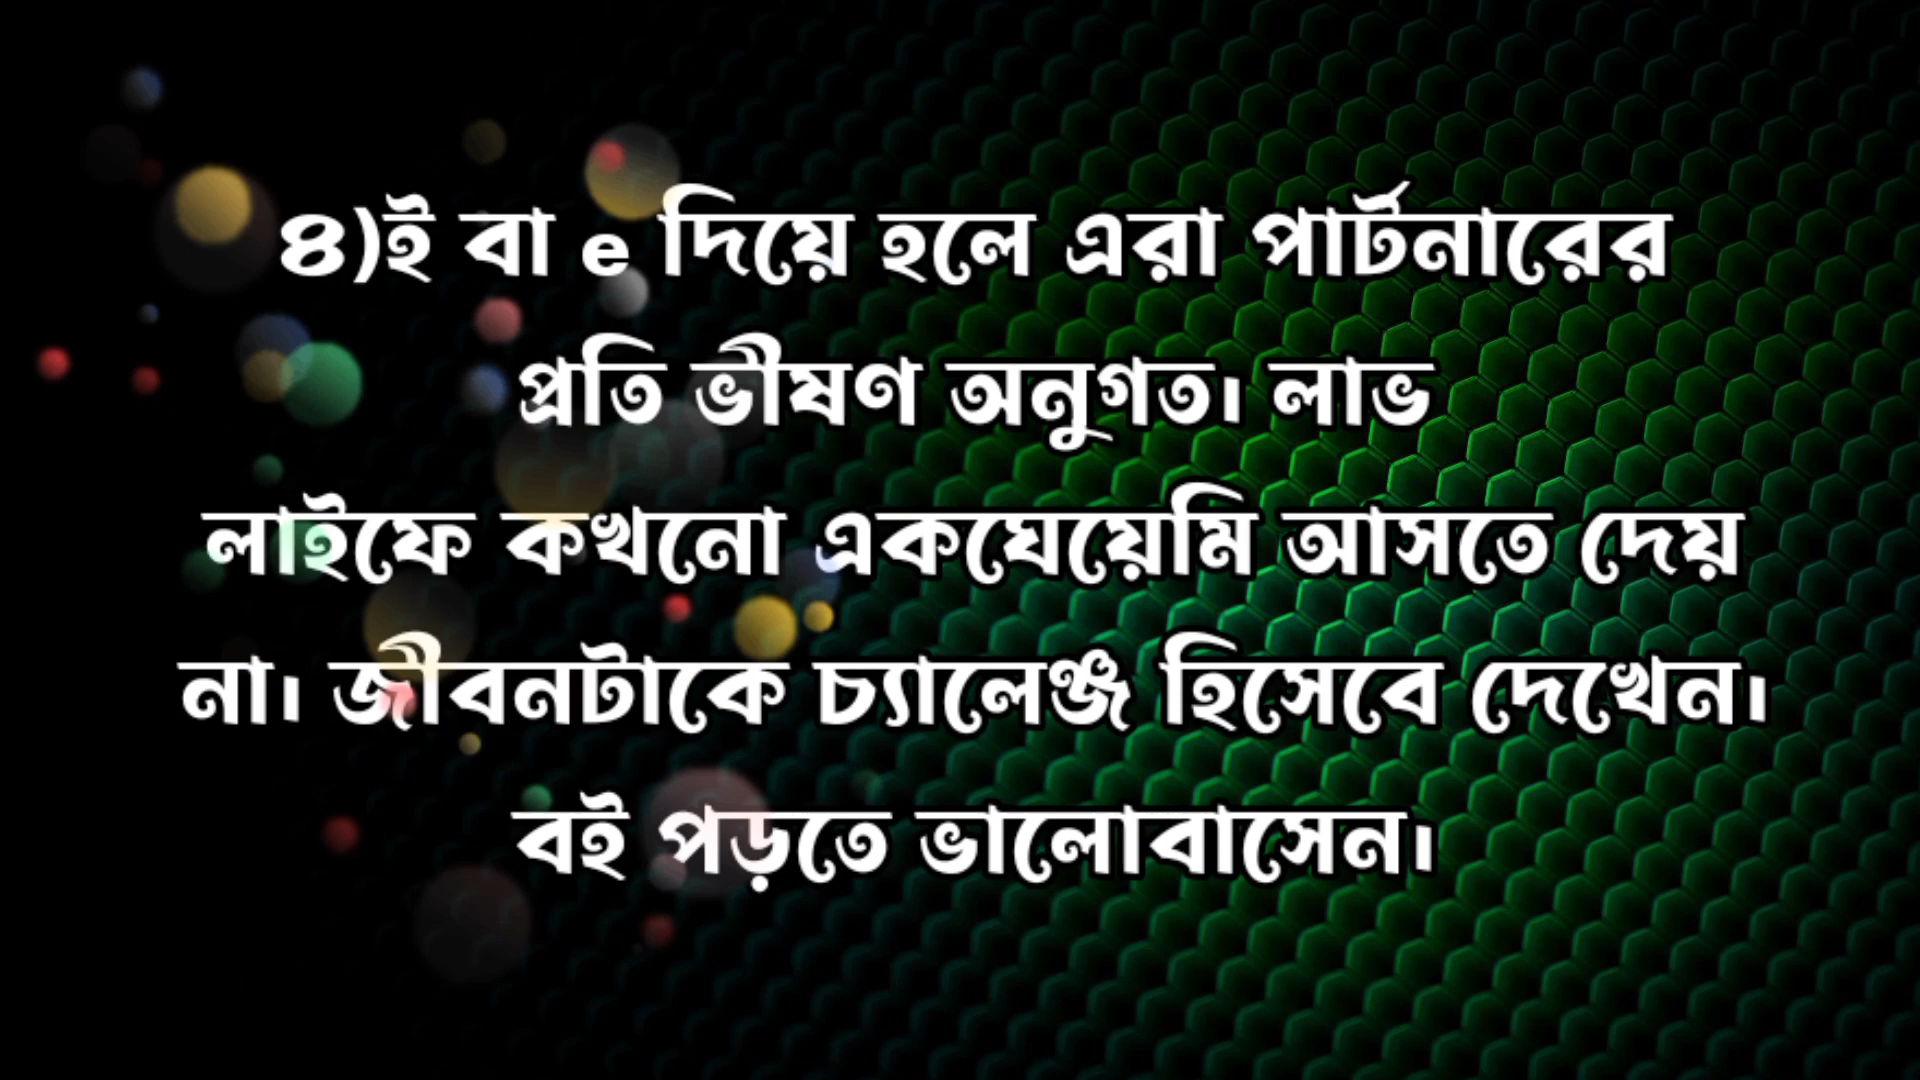 ৪)ই বা e দিয়ে হলে এরা পার্টনারের
প্রতি ভীষণ অনুগত। লাভ
লাইফে কখনো একঘেয়েমি আসতে দেয়
না। জীবনটাকে চ্যালেঞ্জ হিসেবে দেখেন।
বই পড়তে ভালোবাসেন।